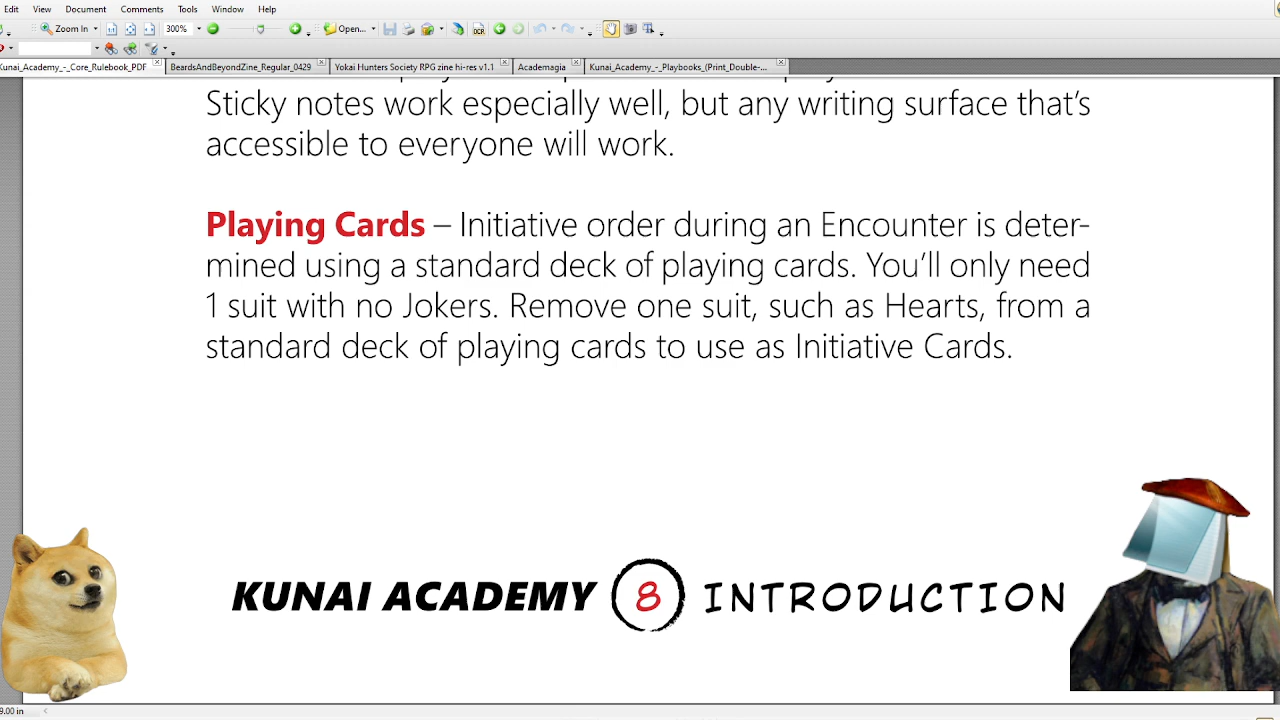 Edit View Document Comments Tools Window Help
Zoom In 300% Open... OCR
Kunai_Academy_-_Core_Rulebook_PDF BeardsAndBeyondZine_Regular_0429 Yokai Hunters Society RPG zine hi-res v1.1 Academagia Kunai_Academy_-_Playbooks_(Print_Double-...
Sticky notes work especially well, but any writing surface that's
accessible to everyone will work.
Playing Cards – Initiative order during an Encounter is deter-
mined using a standard deck of playing cards. You'll only need
1 suit with no Jokers. Remove one suit, such as Hearts, from a
standard deck of playing cards to use as Initiative Cards.
KUNAI ACADEMY 8 INTRODUCTION
9.00 in